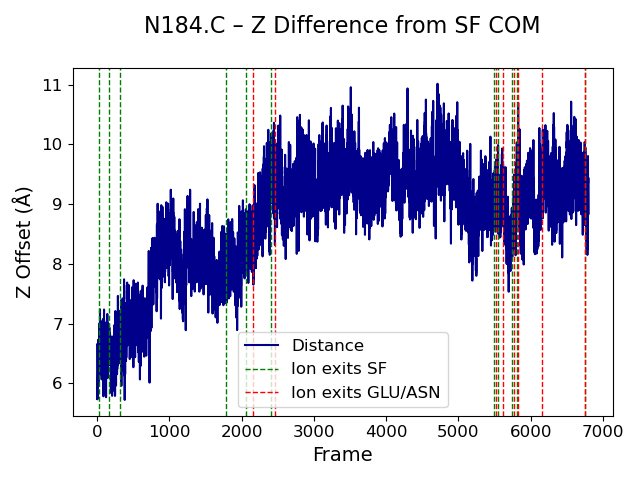 N184.C – Z Difference from SF COM
Z Offset (Å)
11
10
9
8
7
6
Distance
Ion exits SF
Ion exits GLU/ASN
0 1000 2000 3000 4000 5000 6000 7000
Frame